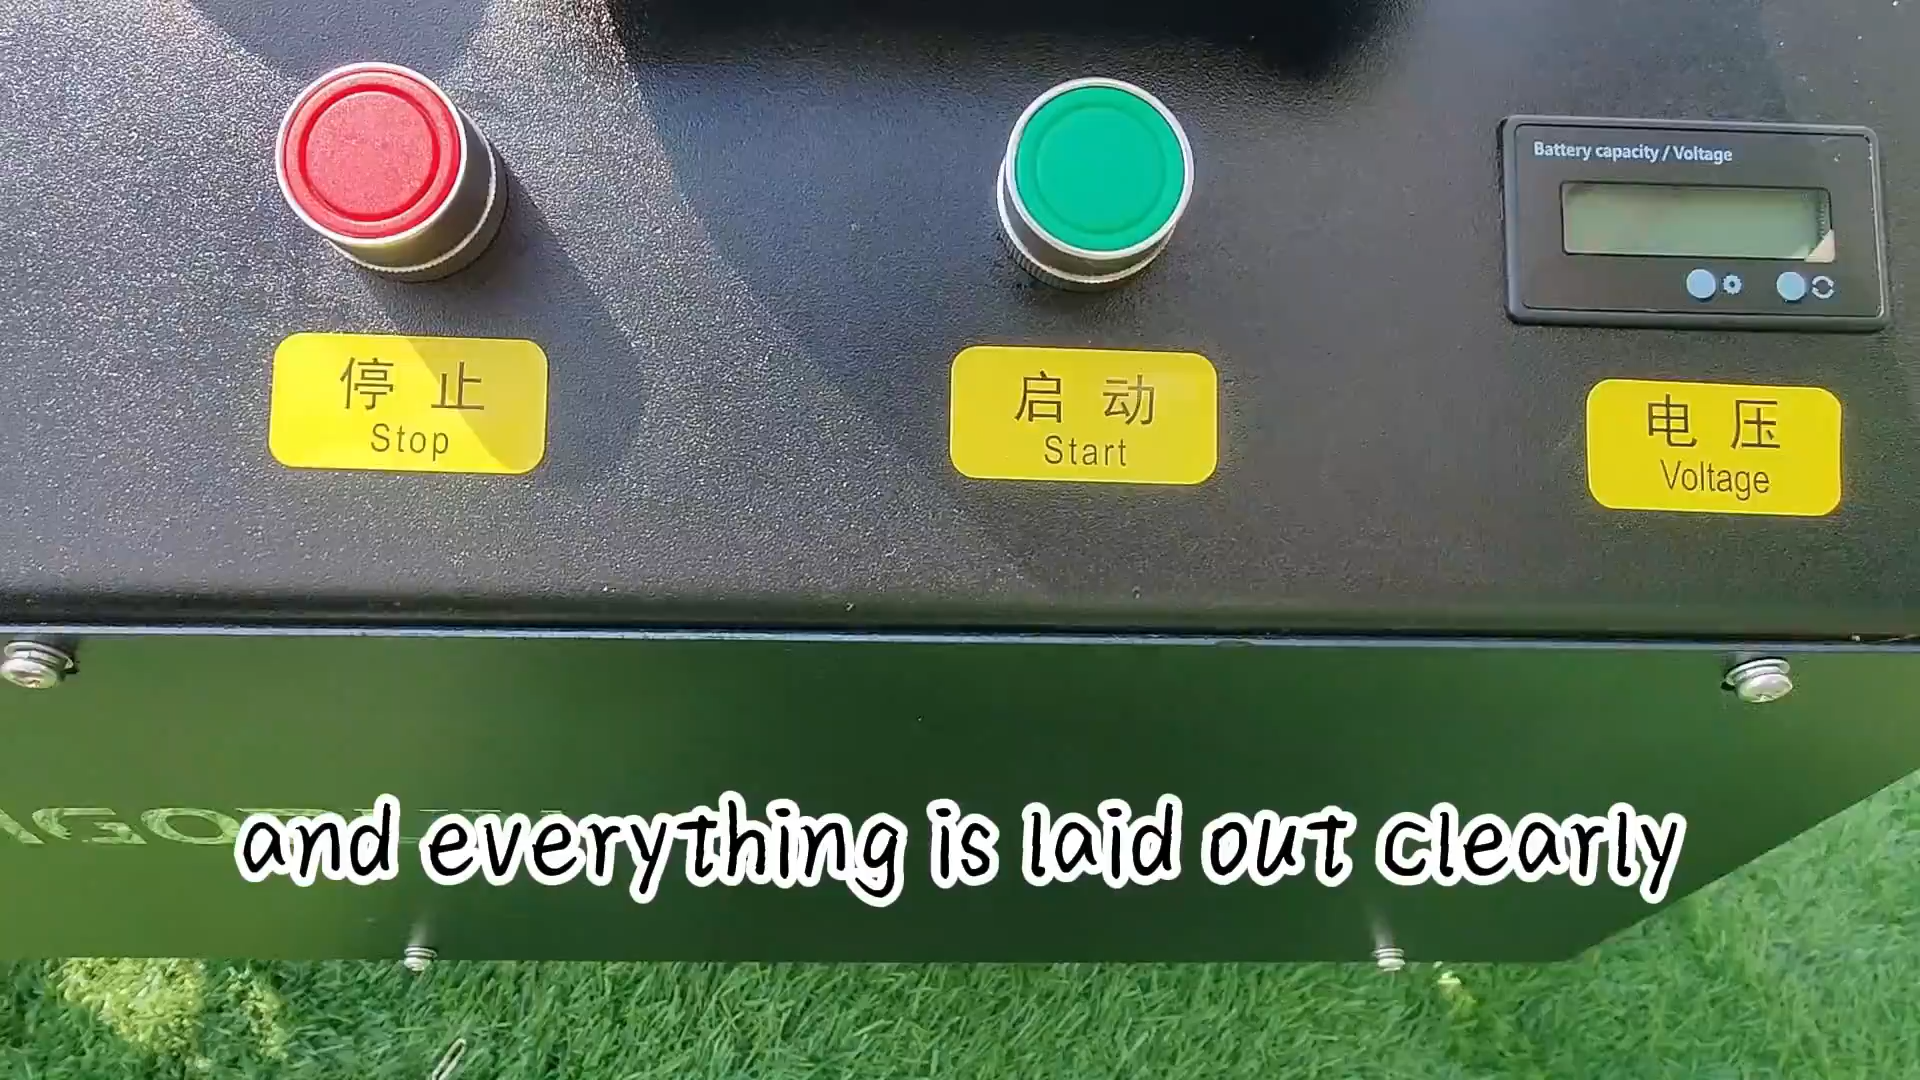 Battery capacity / Voltage
停止
Stop
启动
Start
电压
Voltage
and everything is laid out clearly